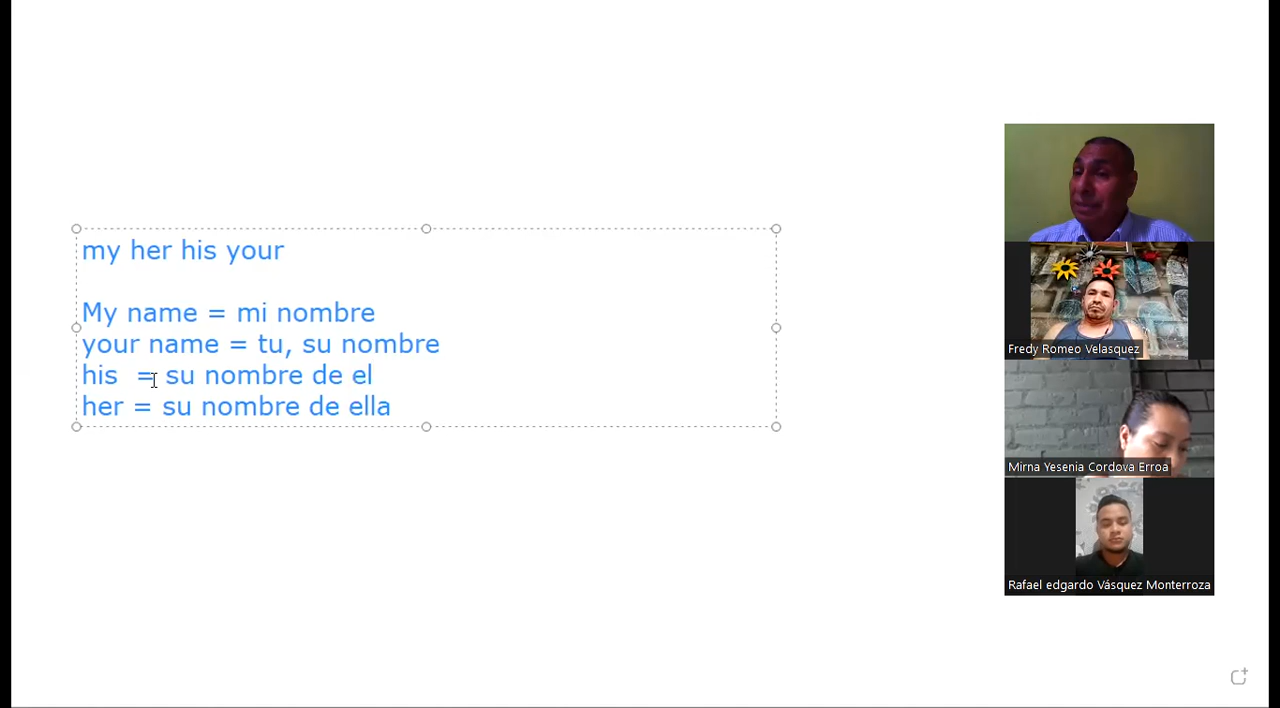 my her his your
My name = mi nombre
your name = tu, su nombre
his = su nombre de el
her = su nombre de ella
Fredy Romeo Velasquez
Mirna Yesenia Cordova Erroa
Rafael edgardo Vásquez Monterroza